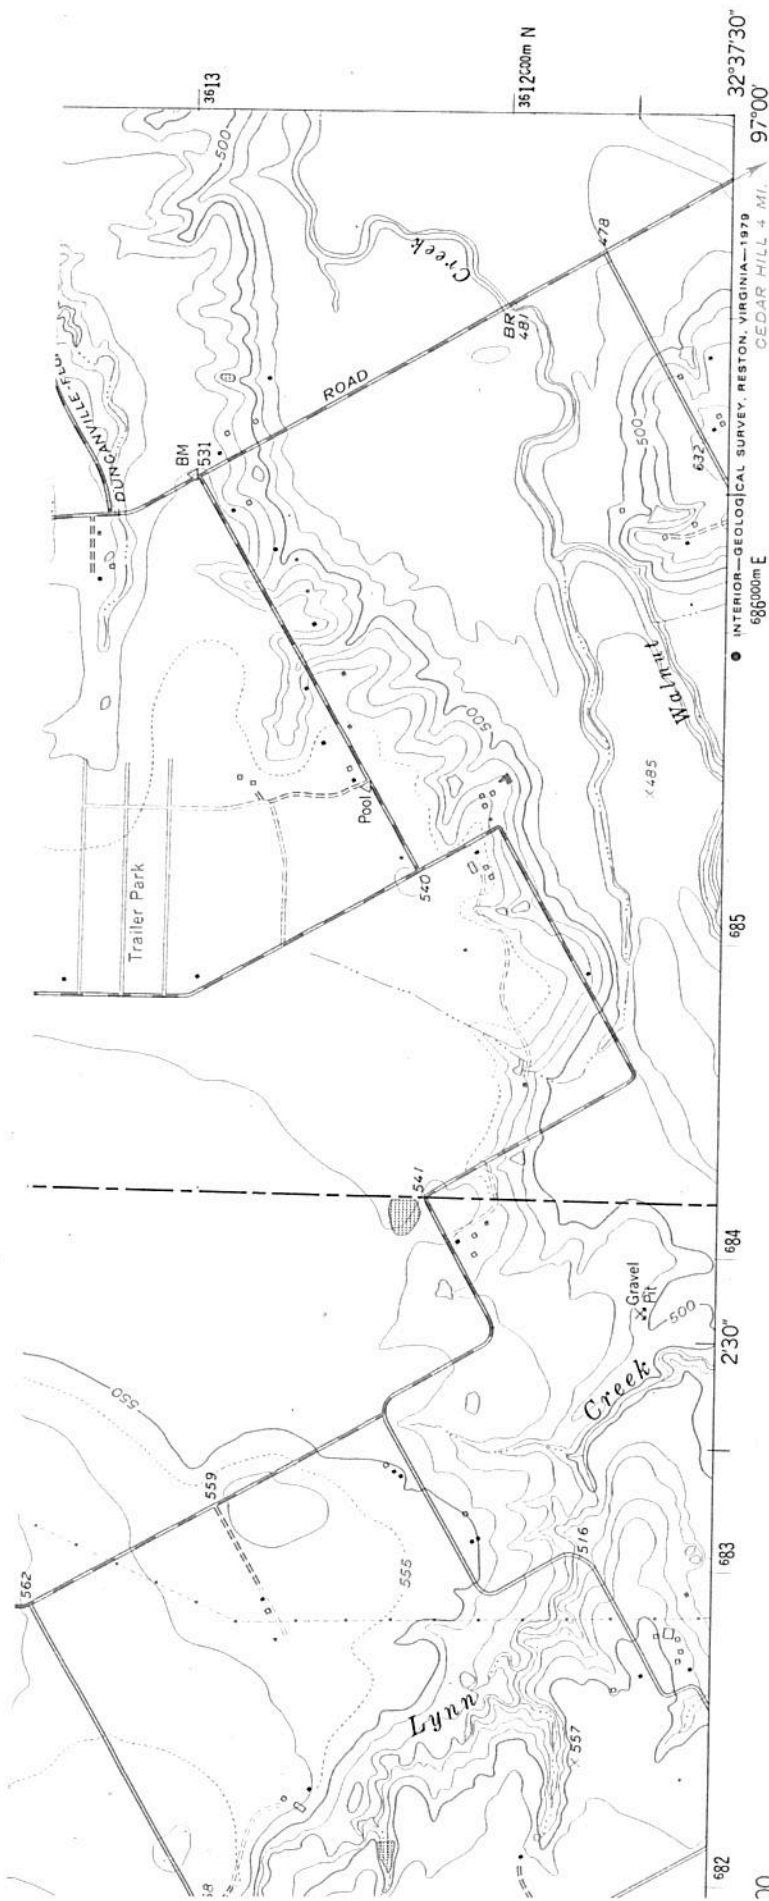 3613
3612000m N
32°37'30"
97°00'
CEDAR HILL 4 MI.
INTERIOR—GEOLOGICAL SURVEY, RESTON, VIRGINIA—1979
686000m E
500
Creek
478
BR
481
ROAD
BM
531
500
632
Walnut
×485
500
Pool
540
Trailer Park
685
541
684
Gravel
Pit
500
2'30"
Creek
550
559
562
555
516
683
Lynn
×557
682